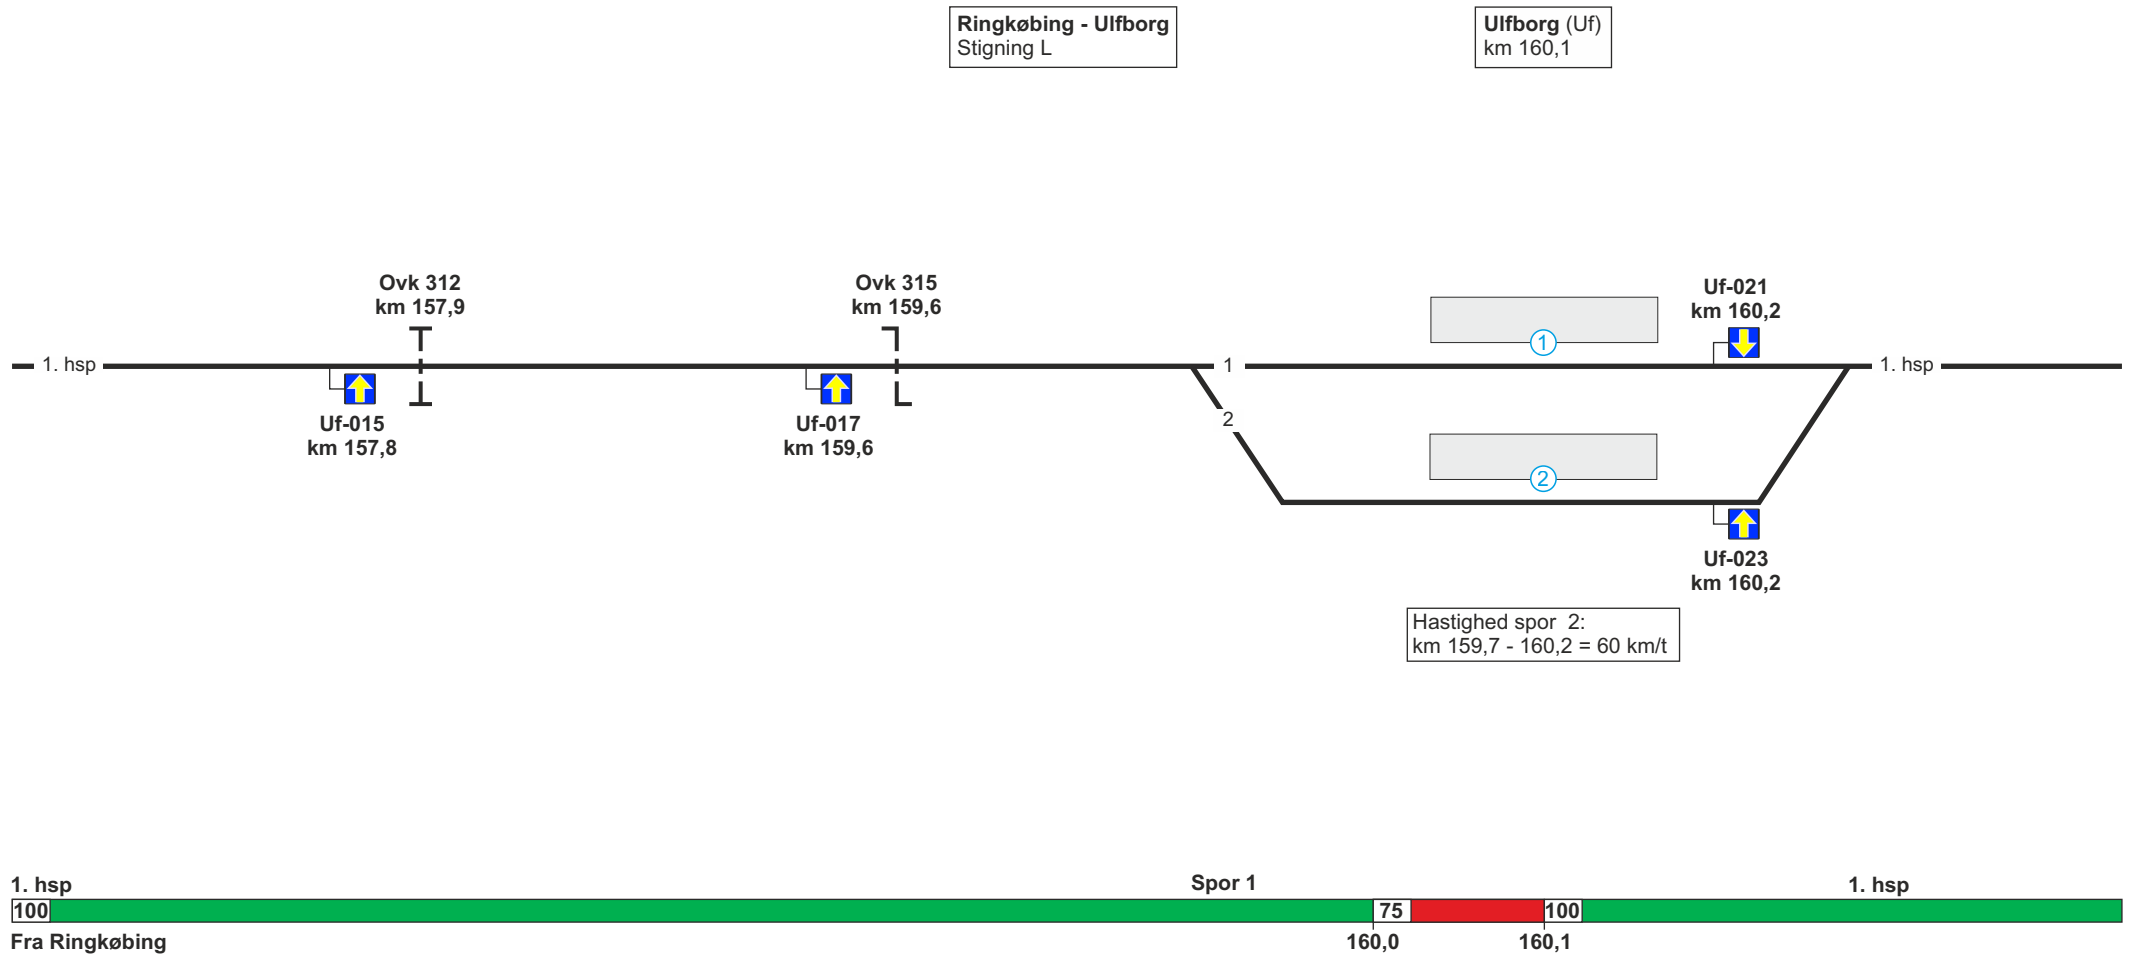 Ringkøbing - Ulfborg
Stigning L
Ulfborg (Uf)
km 160,1
Ovk 312
km 157,9
Ovk 315
km 159,6
Uf-021
km 160,2
1
1. hsp
1
1. hsp
Uf-015
km 157,8
Uf-017
km 159,6
2
2
Uf-023
km 160,2
Hastighed spor 2:
km 159,7 - 160,2 = 60 km/t
1. hsp
Spor 1
1. hsp
100
75
100
Fra Ringkøbing
160,0
160,1